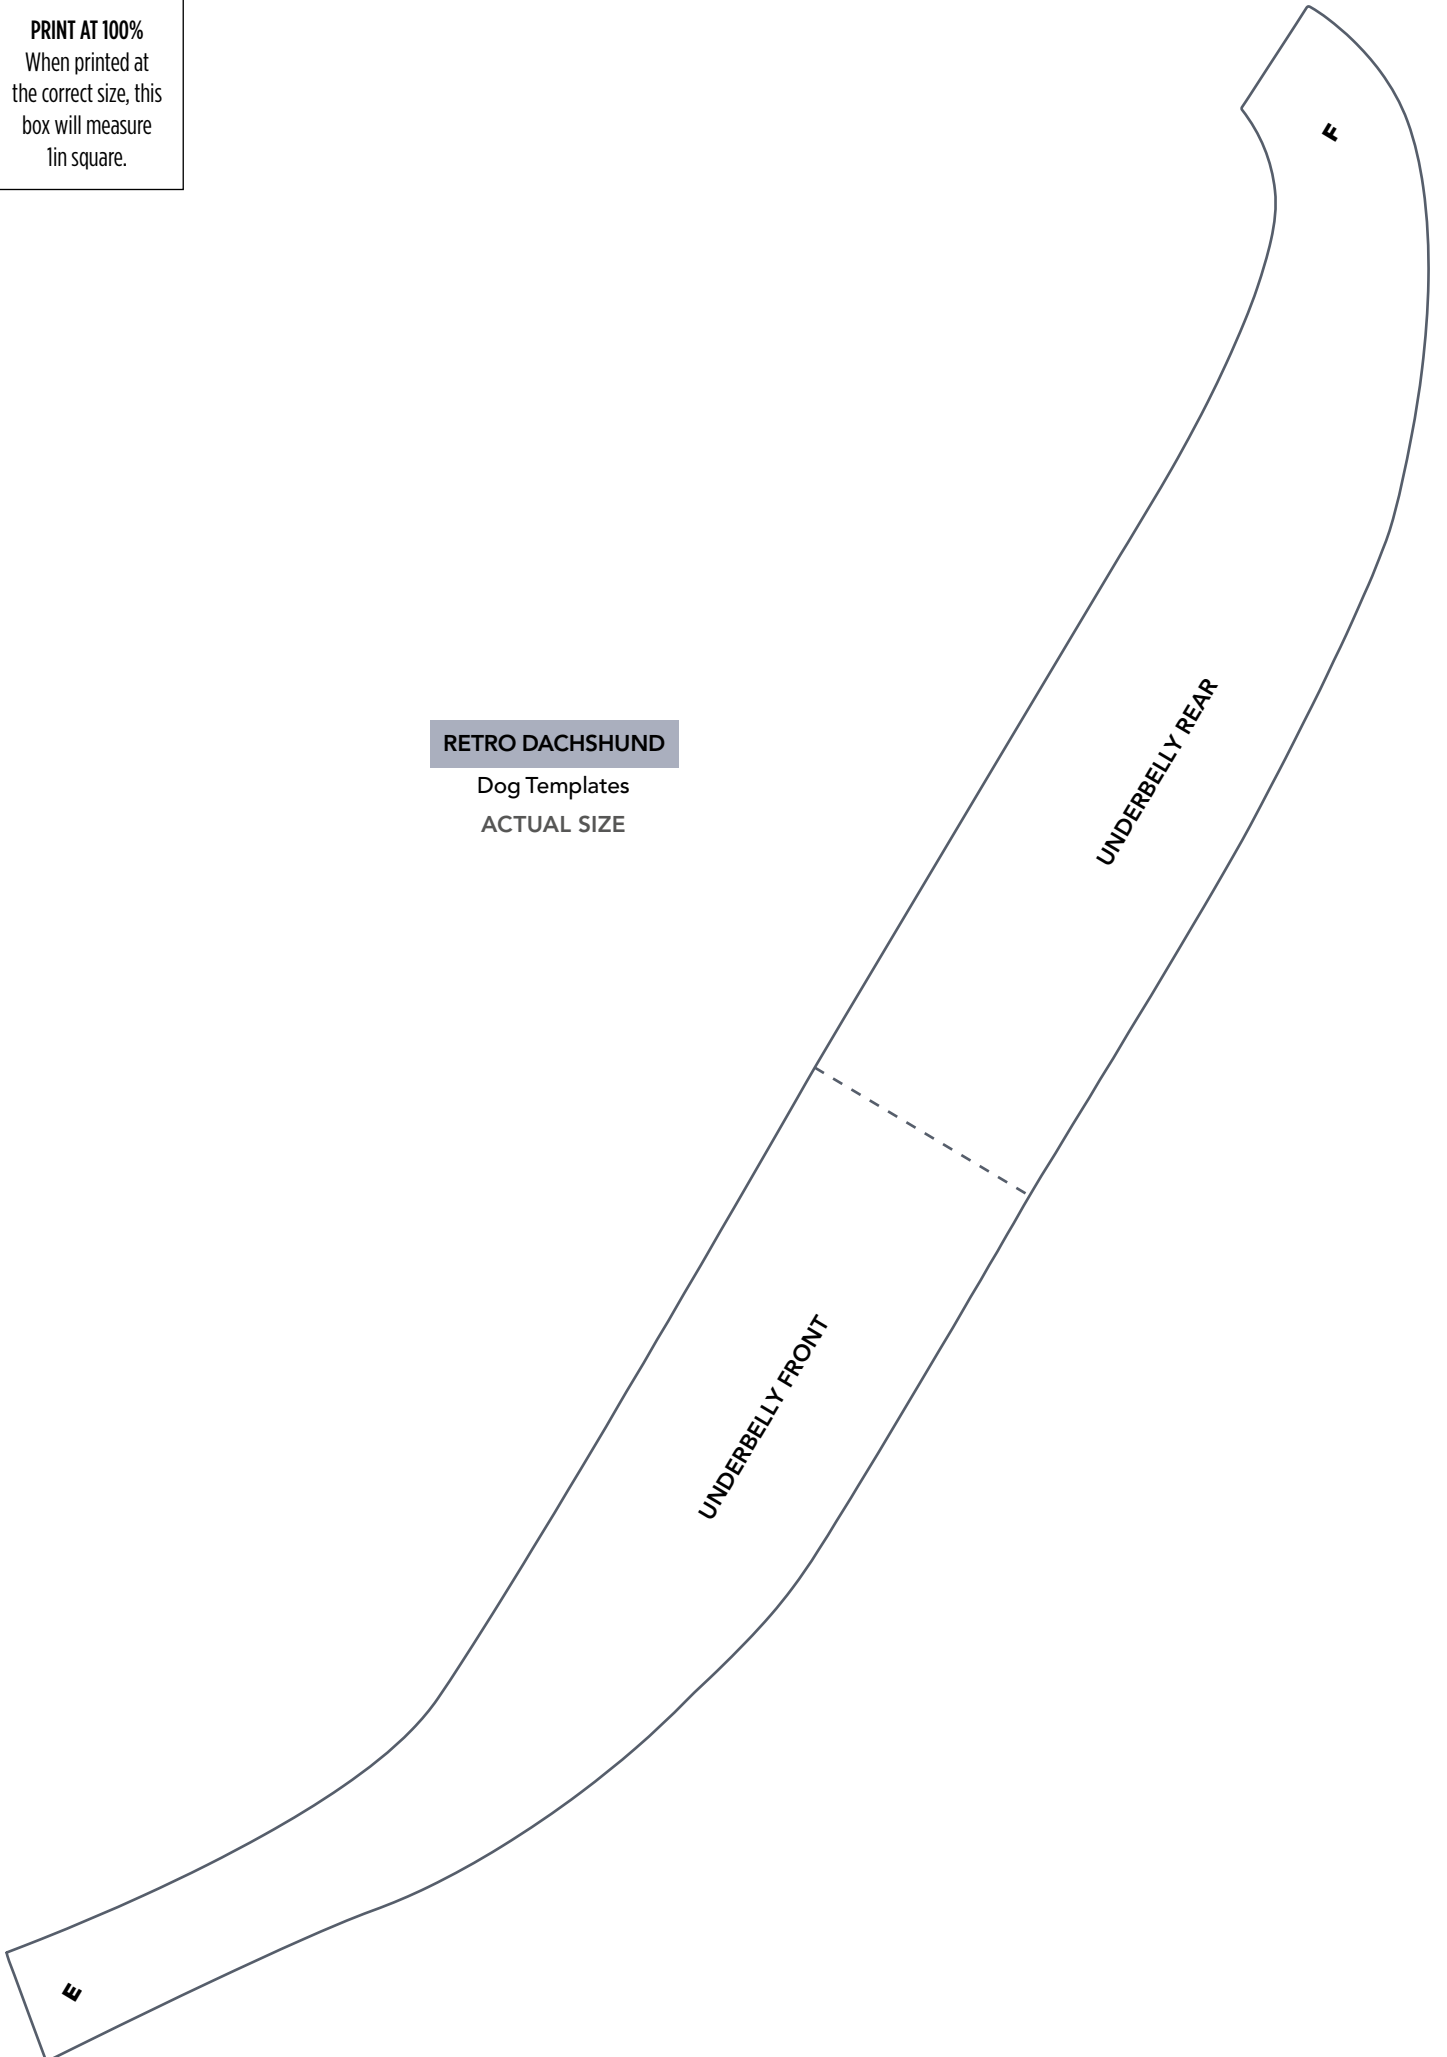 PRINT AT 100%
When printed at
the correct size, this
box will measure
1in square.
F
UNDERBELLY REAR
RETRO DACHSHUND
Dog Templates
ACTUAL SIZE
UNDERBELLY FRONT
E